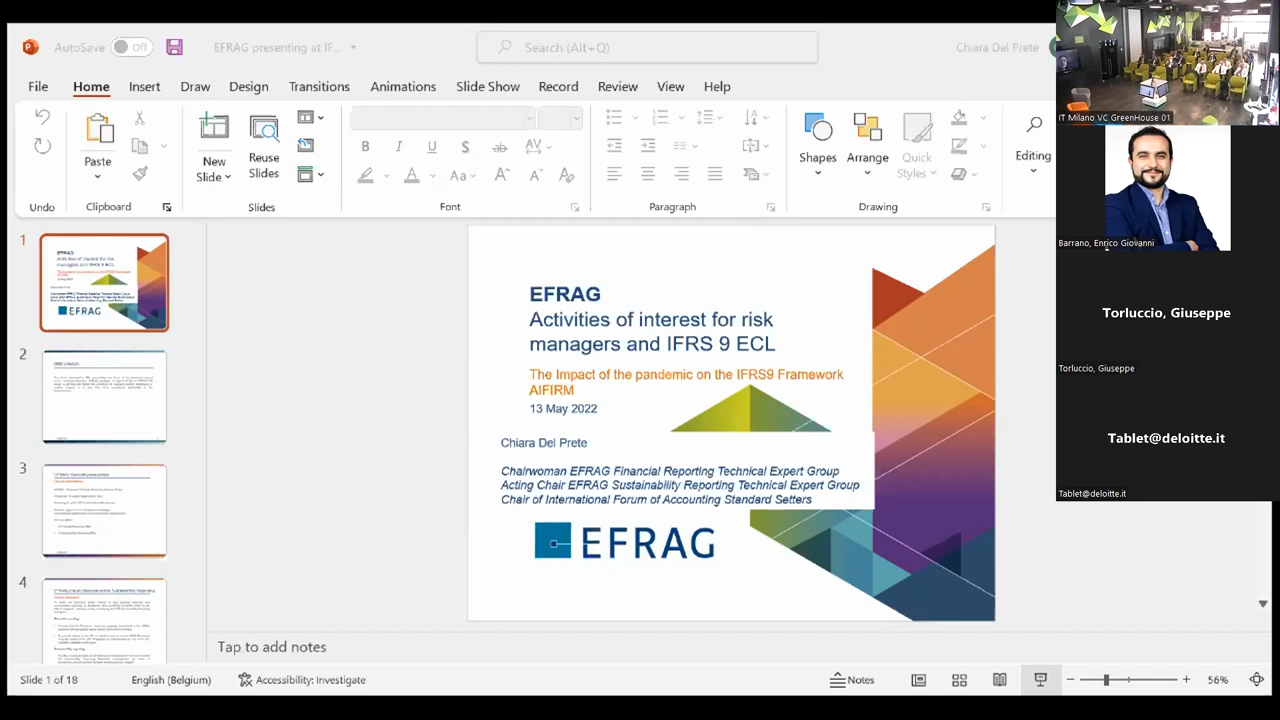 AutoSave
Off
EFRAG presenting at IF...
Search (Alt+Q)
Chiara Del Prete
File Home Insert Draw Design Transitions Animations Slide Show Record Review View Help
Paste
New
Slide
Reuse
Slides
Shapes
Arrange
Quick
Styles
Editing
Undo
Clipboard
Slides
Font
Paragraph
Drawing
1
2
3
4
EFRAG
Activities of interest for risk
managers and IFRS 9 ECL
The Impact of the pandemic on the IFRS 9 Framework
AIFIRM
13 May 2022
Chiara Del Prete
Chairwoman EFRAG Financial Reporting Technical Expert Group
Acting Chair EFRAG Sustainability Reporting Technical Expert Group
Chair of International Forum of Accounting Standard Setters
EFRAG
Tap to add notes
Slide 1 of 18
English (Belgium)
Accessibility: Investigate
Notes
56%
IT Milano VC GreenHouse 01
Barrano, Enrico Giovanni
Torluccio, Giuseppe
Torluccio, Giuseppe
Tablet@deloitte.it
Tablet@deloitte.it